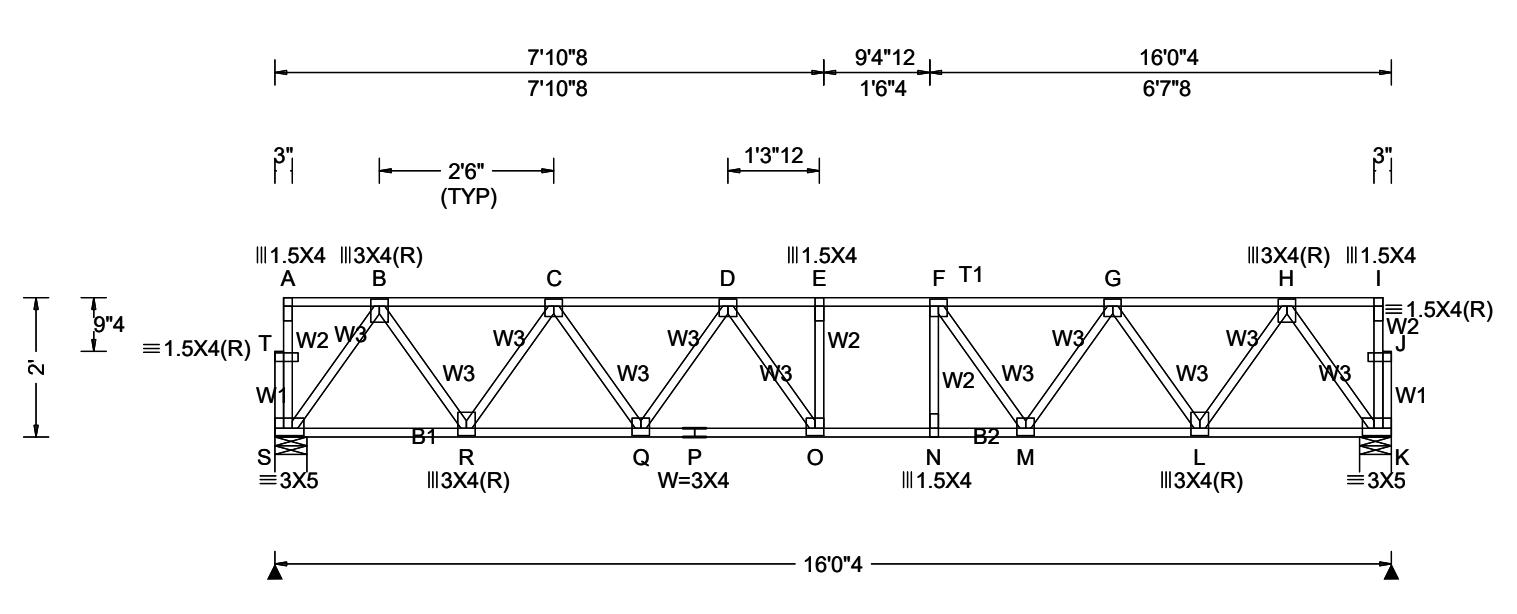 7'10"8 9'4"12 16'0"4
7'10"8 1'6"4 6'7"8
3" 2'6" 1'3"12 3"
(TYP)
1.5X4 3X4(R) 1.5X4 3X4(R) 1.5X4
A B C D E F T1 G H I
1.5X4(R)
9"4
W2 W3 W3 W3 W2 W3 W3 W2
T 1.5X4(R) J
2'
W3 W3 W3 W2 W3 W3 W3
W1 W1
B1 B2
S R Q P O N M L K
3X5 3X4(R) W=3X4 1.5X4 3X4(R) 3X5
16'0"4